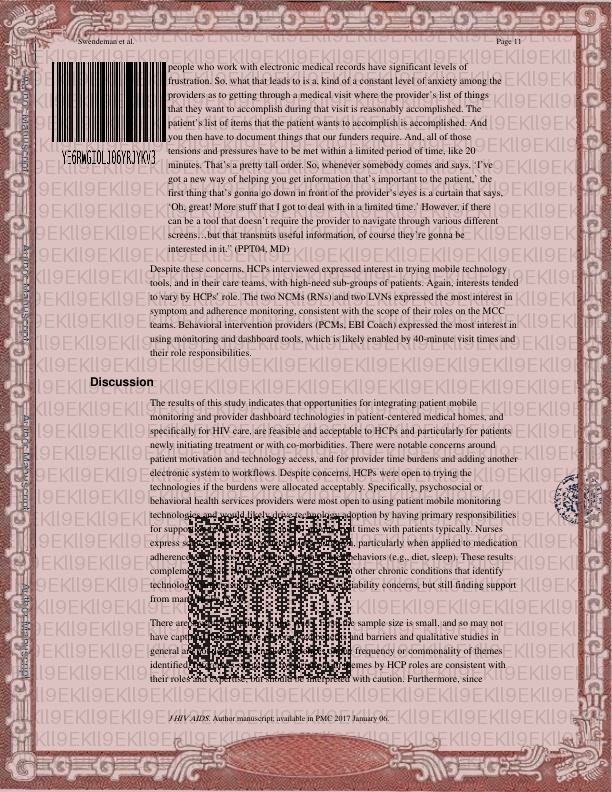 Swendeman et al. Page 11
people who work with electronic medical records have significant levels of
frustration. So, what that leads to is a, kind of a constant level of anxiety among the
providers as to getting through a medical visit where the provider's list of things
that they want to accomplish during that visit is reasonably accomplished. The
patient's list of items that the patient wants to accomplish is accomplished. And
you then have to document things that our funders require. And, all of those
tensions and pressures have to be met within a limited period of time, like 20
minutes. That's a pretty tall order. So, whenever somebody comes and says, 'I've
got a new way of helping you get information that's important to the patient,' the
first thing that's gonna go down in front of the provider's eyes is a curtain that says,
'Oh, great! More stuff that I got to deal with in a limited time.' However, if there
can be a tool that doesn't require the provider to navigate through various different
screens…but that transmits useful information, of course they're gonna be
interested in it." (PPT04, MD)
Despite these concerns, HCPs interviewed expressed interest in trying mobile technology
tools, and in their care teams, with high-need sub-groups of patients. Again, interests tended
to vary by HCPs' role. The two NCMs (RNs) and two LVNs expressed the most interest in
symptom and adherence monitoring, consistent with the scope of their roles on the MCC
teams. Behavioral intervention providers (PCMs, EBI Coach) expressed the most interest in
using monitoring and dashboard tools, which is likely enabled by 40-minute visit times and
their role responsibilities.
Discussion
The results of this study indicates that opportunities for integrating patient mobile
monitoring and provider dashboard technologies in patient-centered medical homes, and
specifically for HIV care, are feasible and acceptable to HCPs and particularly for patients
newly initiating treatment or with co-morbidities. There were notable concerns around
patient motivation and technology access, and for provider time burdens and adding another
electronic system to workflows. Despite concerns, HCPs were open to trying the
technologies if the burdens were allocated acceptably. Specifically, psychosocial or
behavioral health services providers were most open to using patient mobile monitoring
technologies and would likely drive technology adoption by having primary responsibilities
for times with patients typically. Nurses
express particularly when applied to medication
adherence behaviors (e.g., diet, sleep). These results
other chronic conditions that identify
concerns, but still finding support
from
There are sample size is small, and so may not
have and barriers and qualitative studies in
general frequency or commonality of themes
identified by HCP roles are consistent with
their roles and expertise, but should be interpreted with caution. Furthermore, since
J HIV AIDS. Author manuscript; available in PMC 2017 January 06.
Author Manuscript
Author Manuscript
Author Manuscript
Author Manuscript